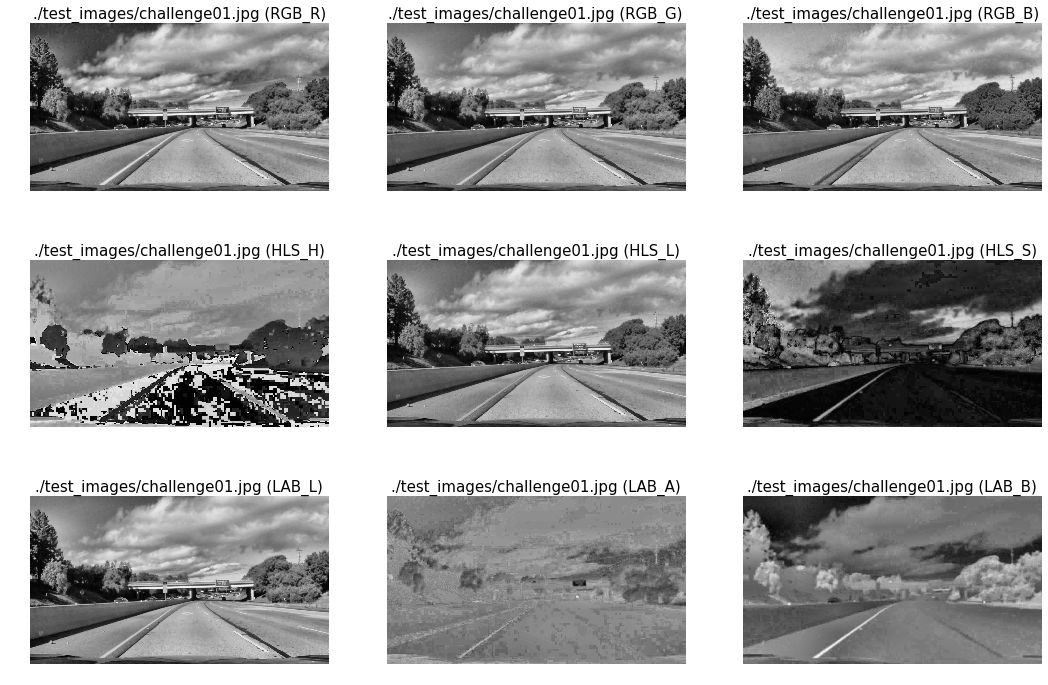 ./test_images/challenge01.jpg (RGB_R)
./test_images/challenge01.jpg (RGB_G)
./test_images/challenge01.jpg (RGB_B)
./test_images/challenge01.jpg (HLS_H)
./test_images/challenge01.jpg (HLS_L)
./test_images/challenge01.jpg (HLS_S)
./test_images/challenge01.jpg (LAB_L)
./test_images/challenge01.jpg (LAB_A)
./test_images/challenge01.jpg (LAB_B)